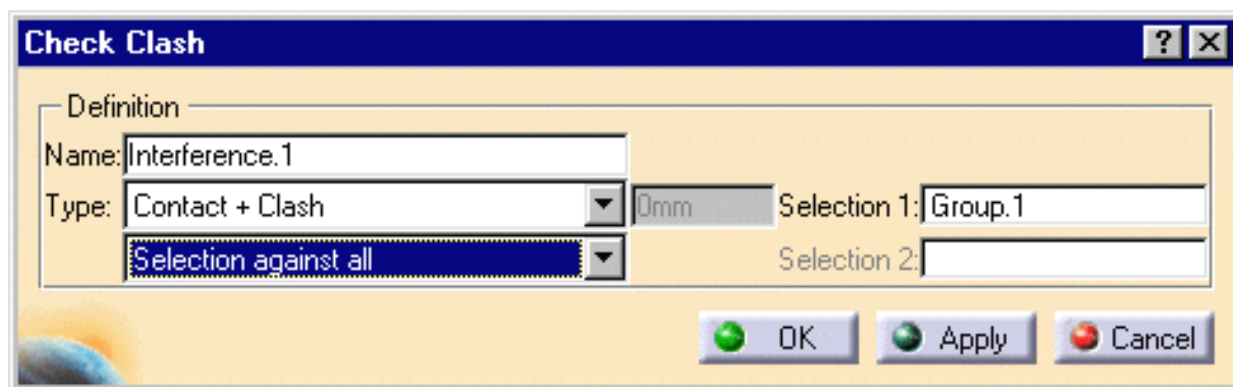 Check Clash
Definition
Name: Interference.1
Type: Contact + Clash 0mm Selection 1: Group.1
Selection against all Selection 2:
OK Apply Cancel